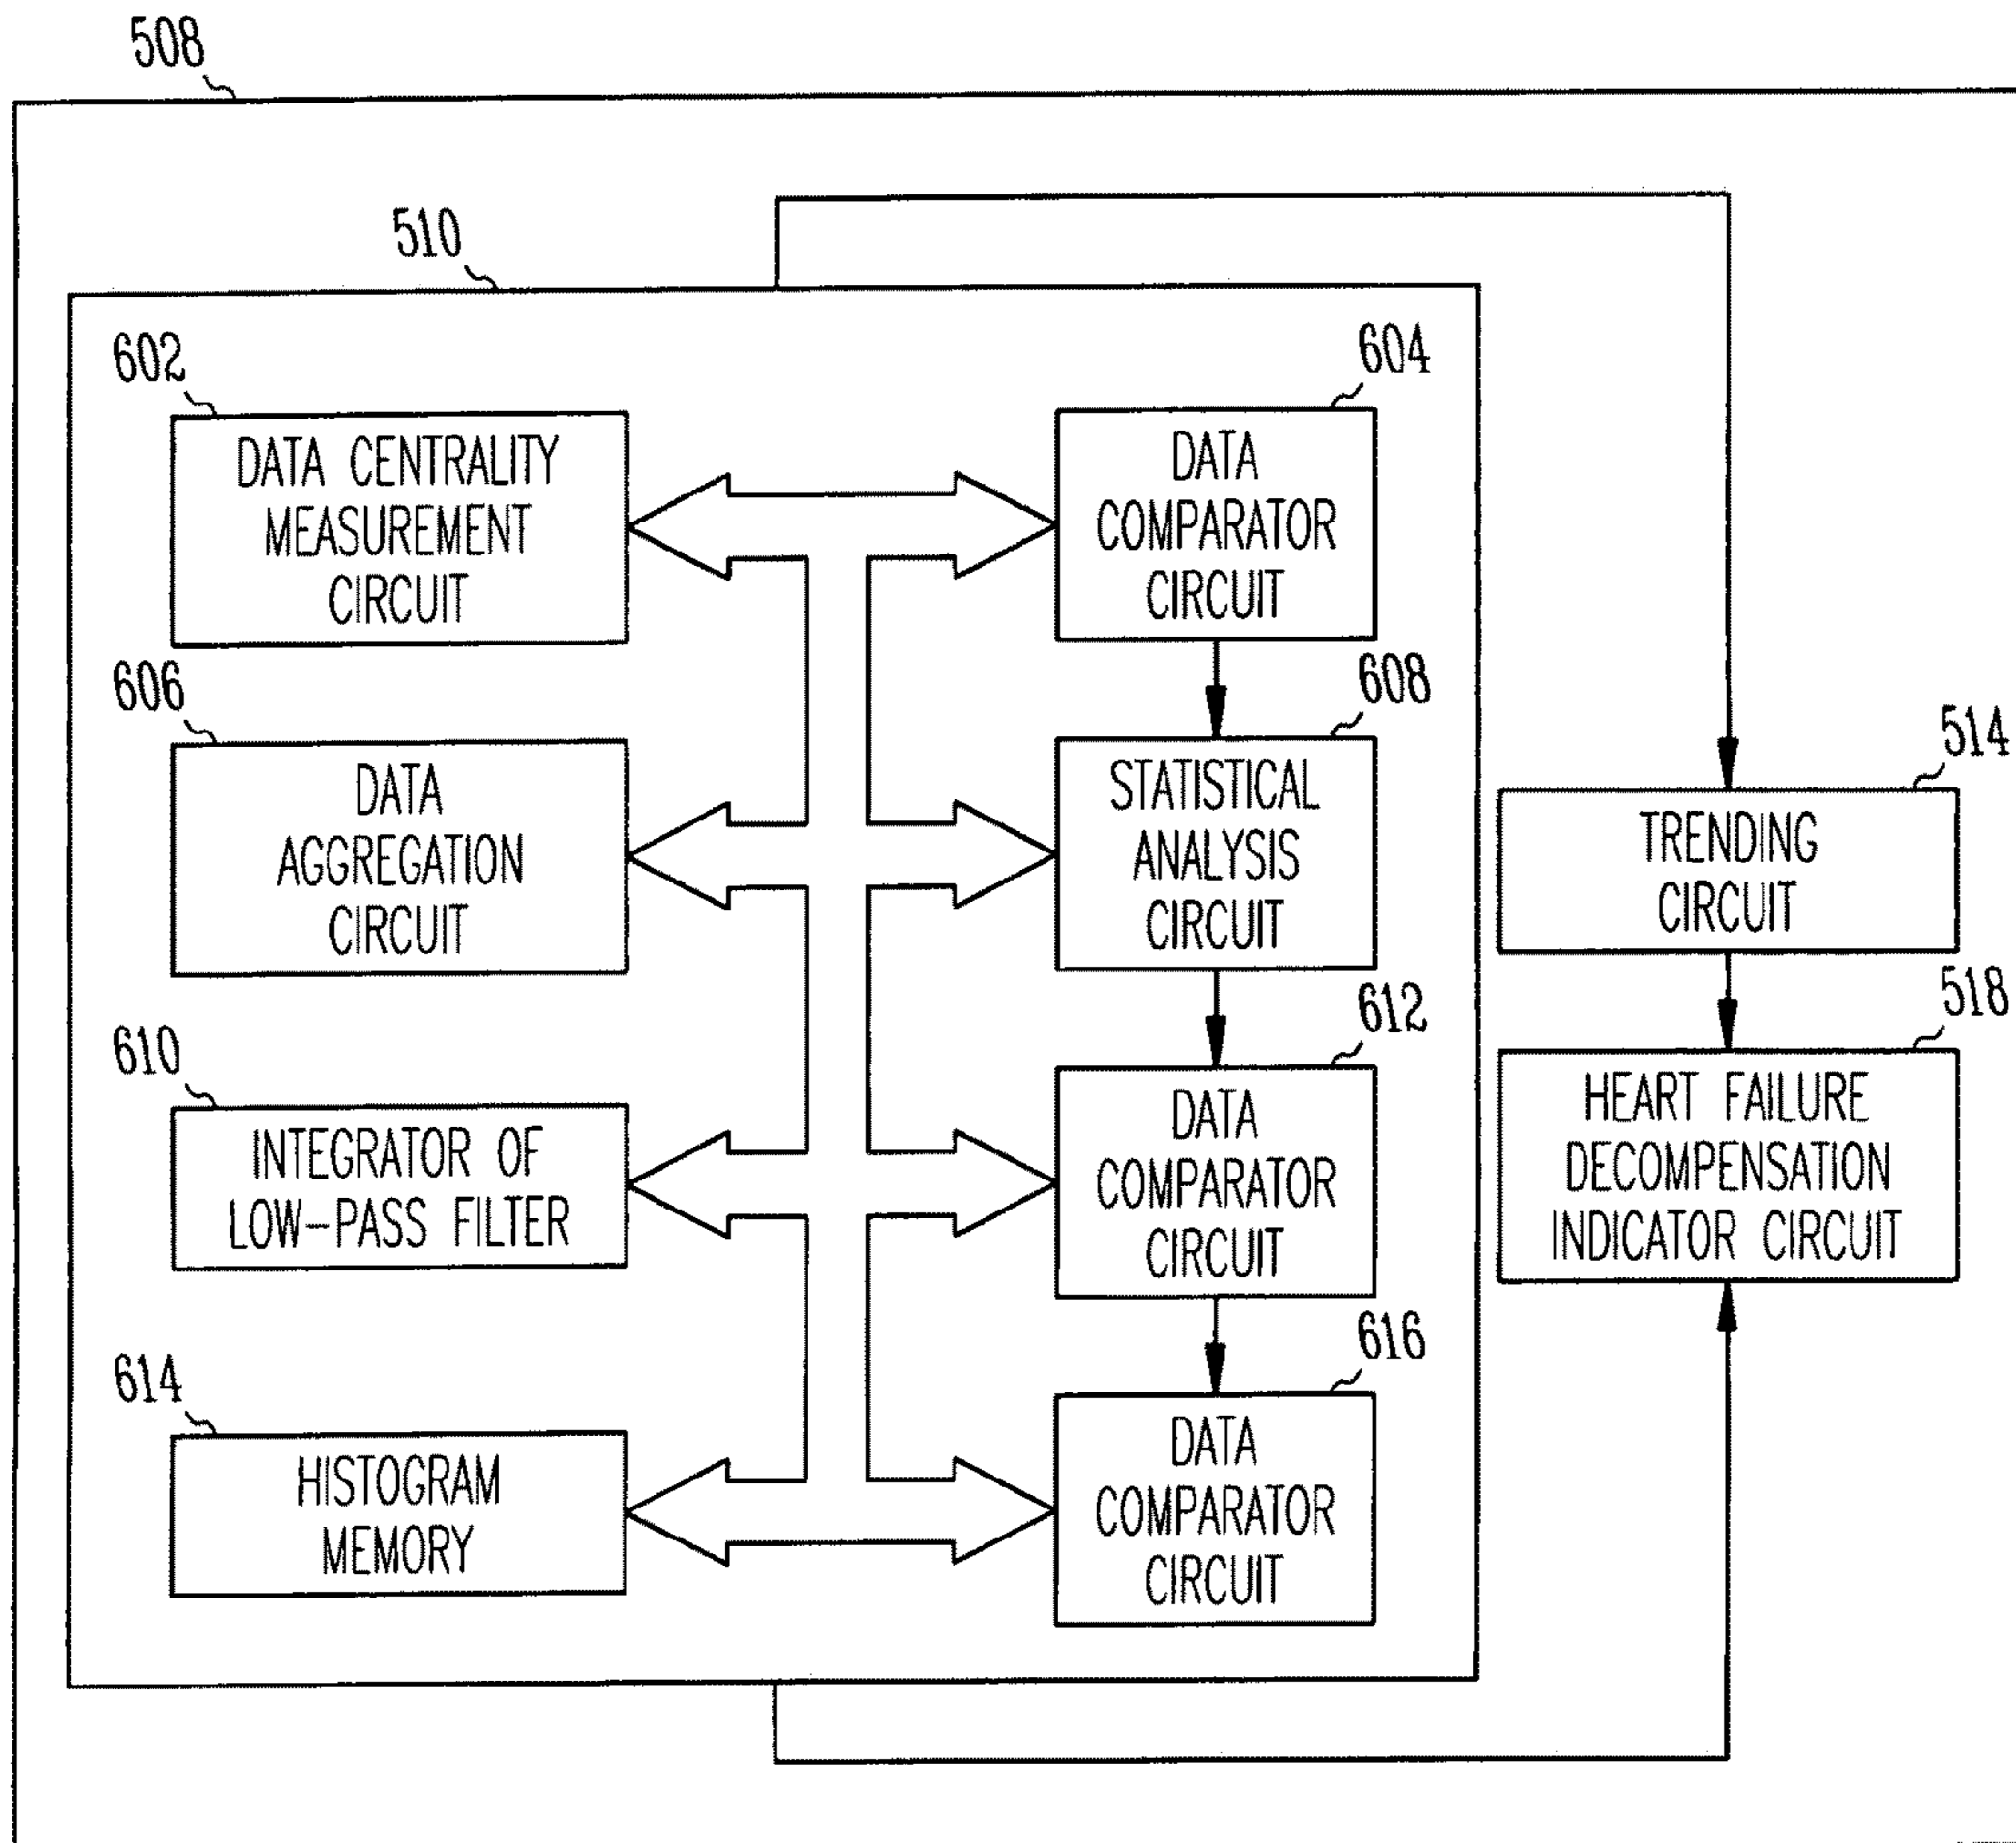 508
510
602
DATA CENTRALITY
MEASUREMENT
CIRCUIT
604
DATA
COMPARATOR
CIRCUIT
606
DATA
AGGREGATION
CIRCUIT
608
STATISTICAL
ANALYSIS
CIRCUIT
514
TRENDING
CIRCUIT
610
INTEGRATOR OF
LOW-PASS FILTER
612
DATA
COMPARATOR
CIRCUIT
518
HEART FAILURE
DECOMPENSATION
INDICATOR CIRCUIT
614
HISTOGRAM
MEMORY
616
DATA
COMPARATOR
CIRCUIT